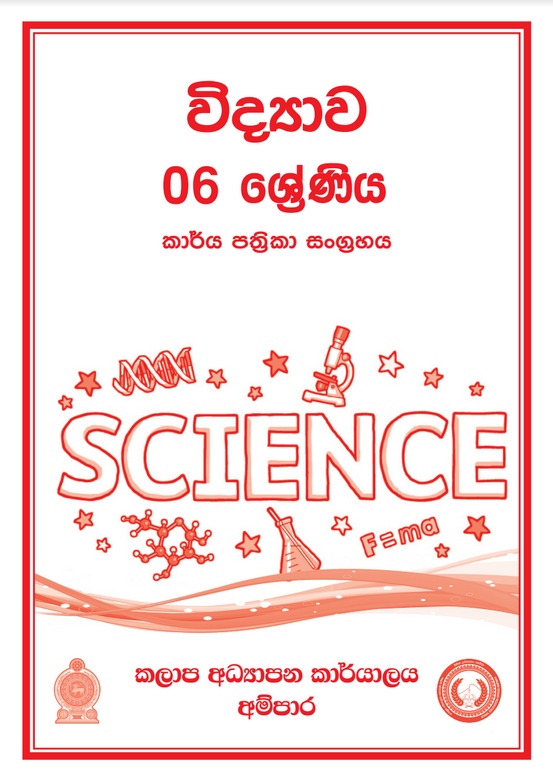 විද්‍යාව
06 ශ්‍රේණිය
කාර්ය පත්‍රිකා සංග්‍රහය
SCIENCE
F=ma
කලාප අධ්‍යාපන කාර්යාලය
අම්පාර